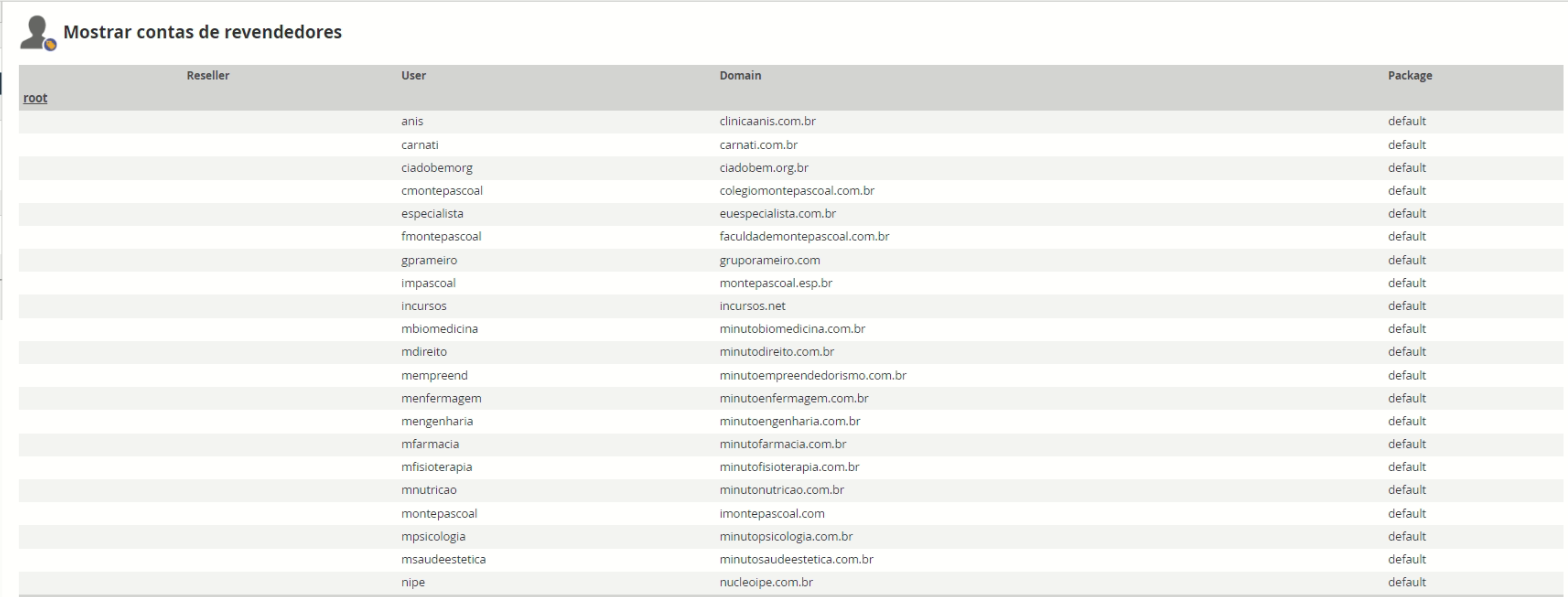 Mostrar contas de revendedores
Reseller User Domain Package
root
anis clinicaanis.com.br default
carnati carnati.com.br default
ciadobemorg ciadobem.org.br default
cmontepascoal colegiomontepascoal.com.br default
especialista euespecialista.com.br default
fmontepascoal faculdademontepascoal.com.br default
gprameiro gruporameiro.com default
impascoal montepascoal.esp.br default
incursos incursos.net default
mbiomedicina minutobiomedicina.com.br default
mdireito minutodireito.com.br default
mempreend minutoempreendedorismo.com.br default
menfermagem minutoenfermagem.com.br default
mengenharia minutoengenharia.com.br default
mfarmacia minutofarmacia.com.br default
mfisioterapia minutofisioterapia.com.br default
mnutricao minutonutricao.com.br default
montepascoal imontepascoal.com default
mpsicologia minutopsicologia.com.br default
msaudeestetica minutosaudeestetica.com.br default
nipe nucleoipe.com.br default